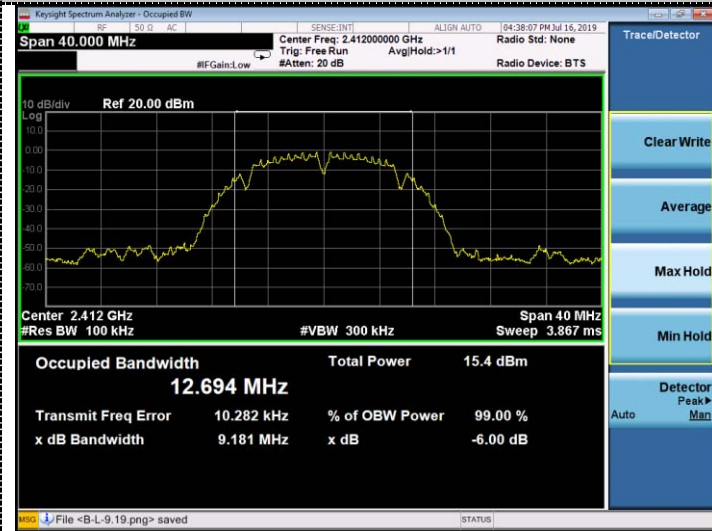 Keysight Spectrum Analyzer - Occupied BW
RF 50 Ω AC SENSE:INT ALIGN AUTO 04:38:07 PM Jul 16, 2019
Span 40.000 MHz
Center Freq: 2.412000000 GHz Radio Std: None
Trig: Free Run Avg|Hold:>1/1
#IFGain:Low #Atten: 20 dB Radio Device: BTS
Trace/Detector
10 dB/div Ref 20.00 dBm
Log
10.0
0.00
-10.0
-20.0
-30.0
-40.0
-50.0
-60.0
-70.0
Center 2.412 GHz Span 40 MHz
#Res BW 100 kHz #VBW 300 kHz Sweep 3.867 ms
Occupied Bandwidth Total Power 15.4 dBm
12.694 MHz
Transmit Freq Error 10.282 kHz % of OBW Power 99.00 %
x dB Bandwidth 9.181 MHz x dB -6.00 dB
Clear Write
Average
Max Hold
Min Hold
Detector
Peak▶
Auto Man
MSG File <B-L-9.19.png> saved STATUS